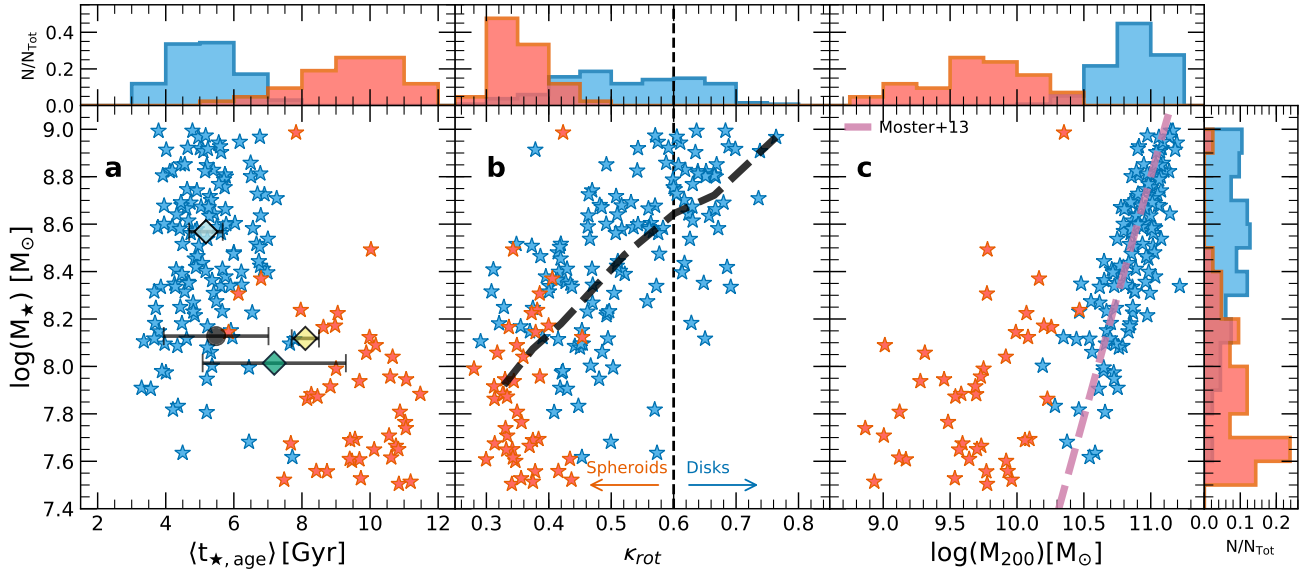 N/N_Tot
0.4
0.2
0.0
a
b
c
Moster+13
log(M★) [M⊙]
9.0
8.8
8.6
8.4
8.2
8.0
7.8
7.6
7.4
Spheroids
Disks
2 4 6 8 10 12
0.3 0.4 0.5 0.6 0.7 0.8
9.0 9.5 10.0 10.5 11.0
0.0 0.1 0.2
⟨t★, age⟩ [Gyr]
κrot
log(M200)[M⊙]
N/N_Tot